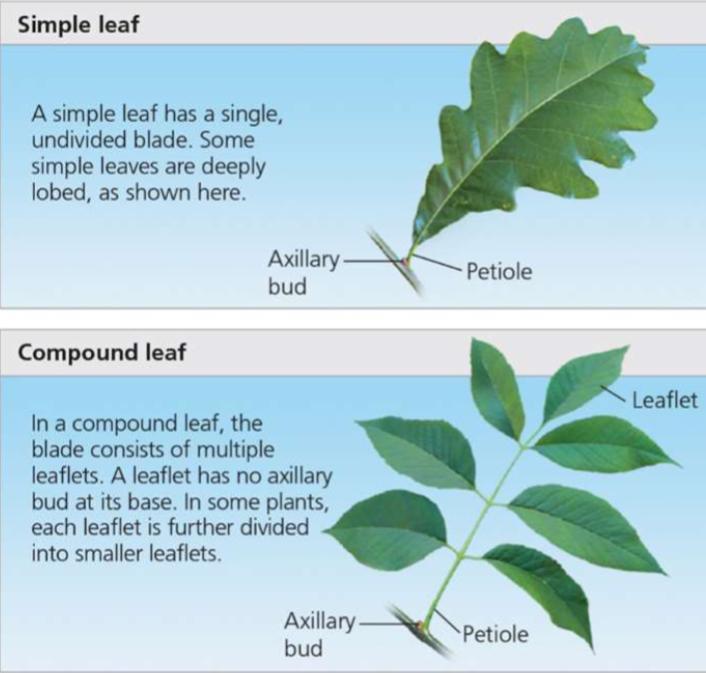 Simple leaf
A simple leaf has a single,
undivided blade. Some
simple leaves are deeply
lobed, as shown here.
Axillary
bud
Petiole
Compound leaf
Leaflet
In a compound leaf, the
blade consists of multiple
leaflets. A leaflet has no axillary
bud at its base. In some plants,
each leaflet is further divided
into smaller leaflets.
Axillary
bud
Petiole